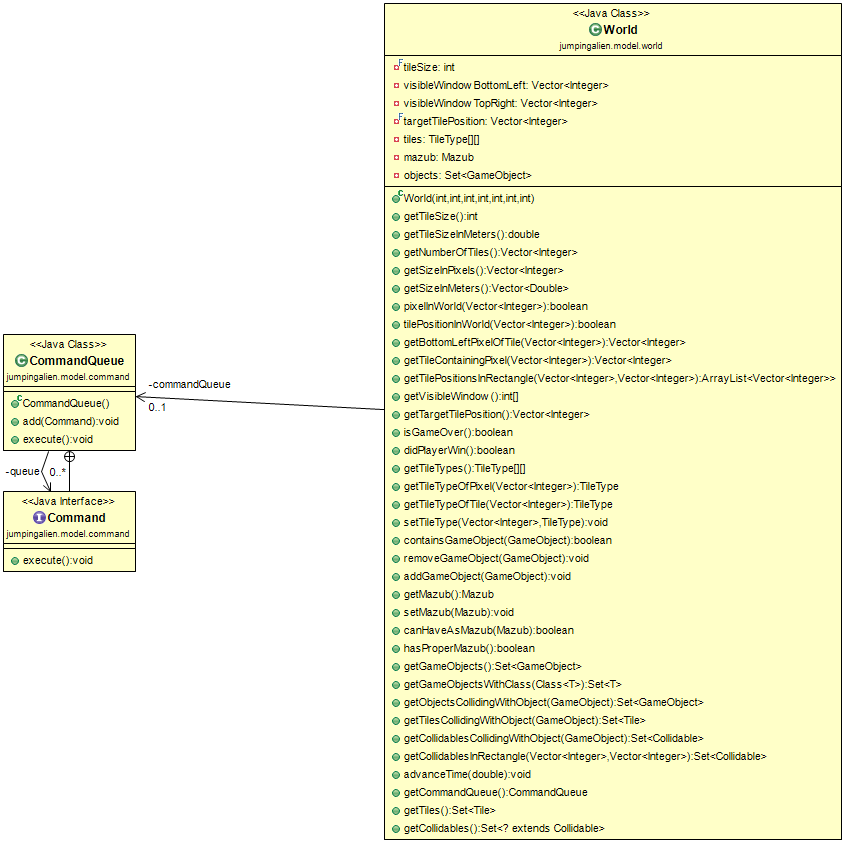 <<Java Class>>
World
jumpingalien.model.world
tileSize: int
visibleWindow BottomLeft: Vector<Integer>
visibleWindow TopRight: Vector<Integer>
targetTilePosition: Vector<Integer>
tiles: TileType[][]
mazub: Mazub
objects: Set<GameObject>
World(int,int,int,int,int,int,int)
getTileSize():int
getTileSizeInMeters():double
getNumberOfTiles():Vector<Integer>
getSizeInPixels():Vector<Integer>
getSizeInMeters():Vector<Double>
pixelInWorld(Vector<Integer>):boolean
tilePositionInWorld(Vector<Integer>):boolean
getBottomLeftPixelOfTile(Vector<Integer>):Vector<Integer>
getTileContainingPixel(Vector<Integer>):Vector<Integer>
getTilePositionsInRectangle(Vector<Integer>,Vector<Integer>):ArrayList<Vector<Integer>>
getVisibleWindow ():int[]
getTargetTilePosition():Vector<Integer>
isGameOver():boolean
didPlayerWin():boolean
getTileTypes():TileType[][]
getTileTypeOfPixel(Vector<Integer>):TileType
getTileTypeOfTile(Vector<Integer>):TileType
setTileType(Vector<Integer>,TileType):void
containsGameObject(GameObject):boolean
removeGameObject(GameObject):void
addGameObject(GameObject):void
getMazub():Mazub
setMazub(Mazub):void
canHaveAsMazub(Mazub):boolean
hasProperMazub():boolean
getGameObjects():Set<GameObject>
getGameObjectsWithClass(Class<T>):Set<T>
getObjectsCollidingWithObject(GameObject):Set<GameObject>
getTilesCollidingWithObject(GameObject):Set<Tile>
getCollidablesCollidingWithObject(GameObject):Set<Collidable>
getCollidablesInRectangle(Vector<Integer>,Vector<Integer>):Set<Collidable>
advanceTime(double):void
getCommandQueue():CommandQueue
getTiles():Set<Tile>
getCollidables():Set<? extends Collidable>
-commandQueue
0..1
<<Java Class>>
CommandQueue
jumpingalien.model.command
CommandQueue()
add(Command):void
execute():void
-queue 0..*
<<Java Interface>>
Command
jumpingalien.model.command
execute():void